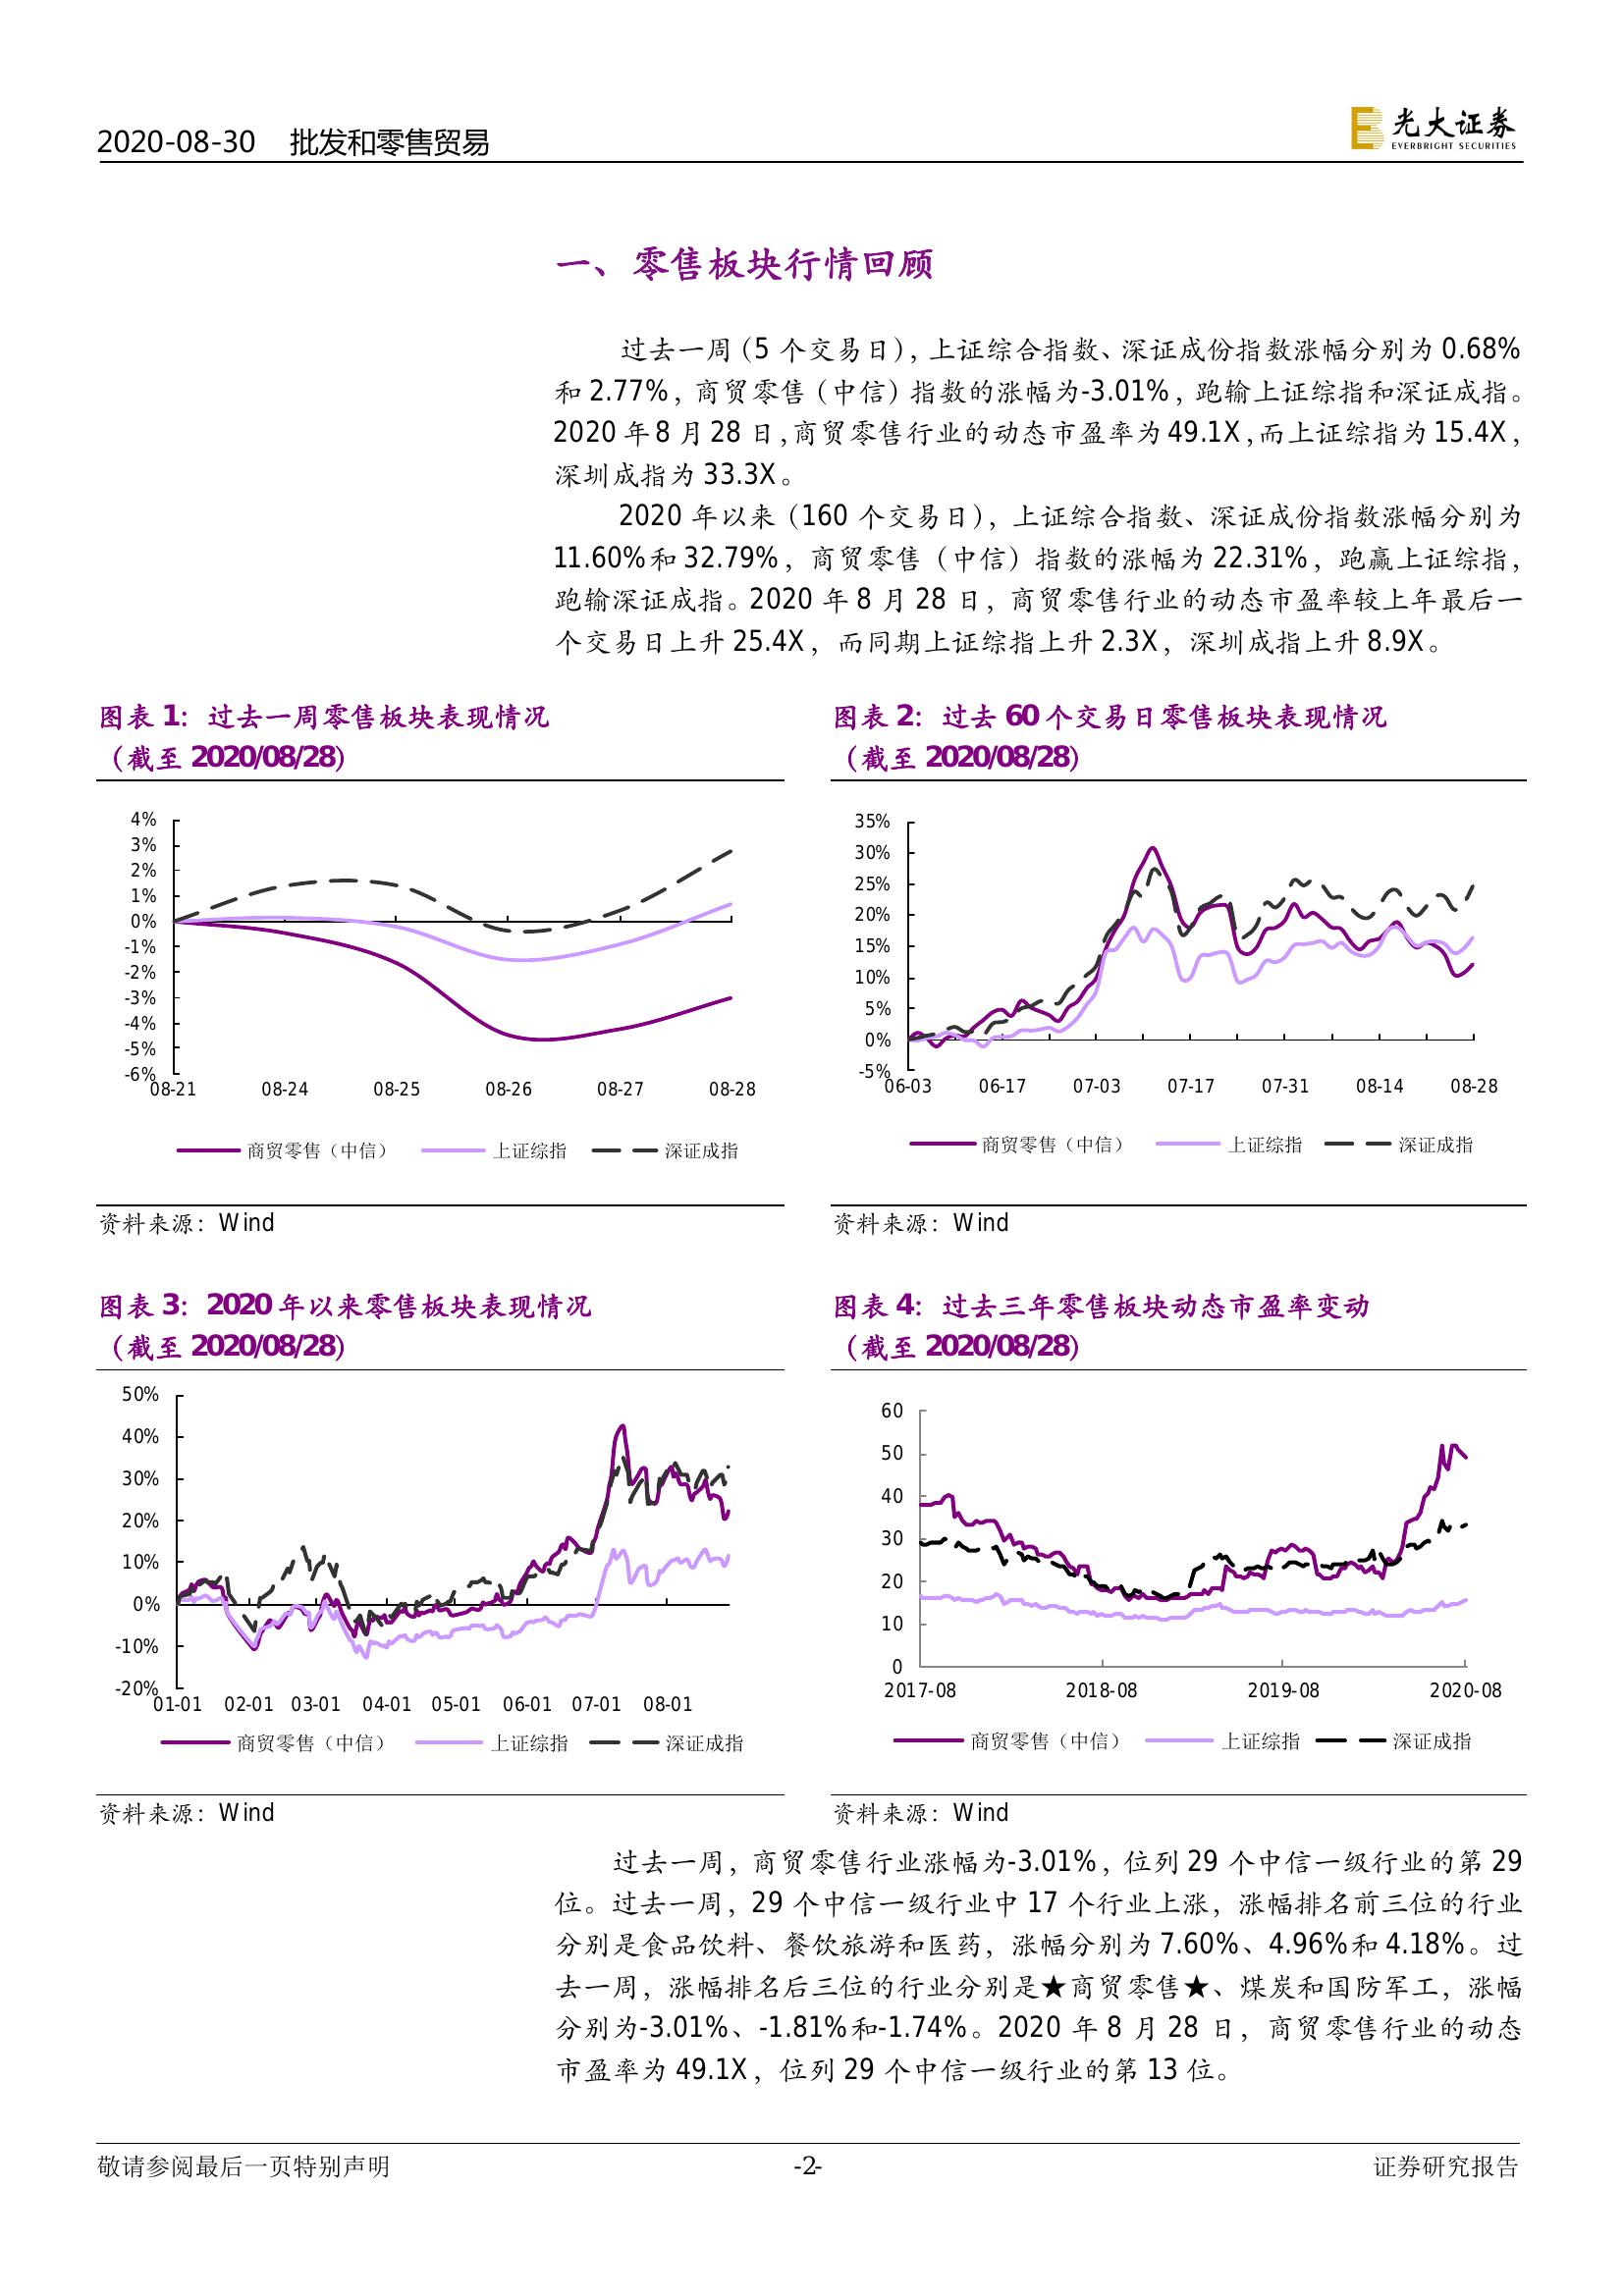 2020-08-30 批发和零售贸易
光大证券
EVERBRIGHT SECURITIES
一、零售板块行情回顾
过去一周（5 个交易日），上证综合指数、深证成份指数涨幅分别为 0.68%
和 2.77%，商贸零售（中信）指数的涨幅为-3.01%，跑输上证综指和深证成指。
2020 年 8 月 28 日，商贸零售行业的动态市盈率为 49.1X，而上证综指为 15.4X，
深圳成指为 33.3X。
2020 年以来（160 个交易日），上证综合指数、深证成份指数涨幅分别为
11.60%和 32.79%，商贸零售（中信）指数的涨幅为 22.31%，跑赢上证综指，
跑输深证成指。2020 年 8 月 28 日，商贸零售行业的动态市盈率较上年最后一
个交易日上升 25.4X，而同期上证综指上升 2.3X，深圳成指上升 8.9X。
图表 1：过去一周零售板块表现情况
（截至 2020/08/28）
4%
3%
2%
1%
0%
-1%
-2%
-3%
-4%
-5%
-6%
08-21 08-24 08-25 08-26 08-27 08-28
商贸零售（中信） 上证综指 深证成指
资料来源：Wind
图表 2：过去 60 个交易日零售板块表现情况
（截至 2020/08/28）
35%
30%
25%
20%
15%
10%
5%
0%
-5%
06-03 06-17 07-03 07-17 07-31 08-14 08-28
商贸零售（中信） 上证综指 深证成指
资料来源：Wind
图表 3：2020 年以来零售板块表现情况
（截至 2020/08/28）
50%
40%
30%
20%
10%
0%
-10%
-20%
01-01 02-01 03-01 04-01 05-01 06-01 07-01 08-01
商贸零售（中信） 上证综指 深证成指
资料来源：Wind
图表 4：过去三年零售板块动态市盈率变动
（截至 2020/08/28）
60
50
40
30
20
10
0
2017-08 2018-08 2019-08 2020-08
商贸零售（中信） 上证综指 深证成指
资料来源：Wind
过去一周，商贸零售行业涨幅为-3.01%，位列 29 个中信一级行业的第 29
位。过去一周，29 个中信一级行业中 17 个行业上涨，涨幅排名前三位的行业
分别是食品饮料、餐饮旅游和医药，涨幅分别为 7.60%、4.96%和 4.18%。过
去一周，涨幅排名后三位的行业分别是★商贸零售★、煤炭和国防军工，涨幅
分别为-3.01%、-1.81%和-1.74%。2020 年 8 月 28 日，商贸零售行业的动态
市盈率为 49.1X，位列 29 个中信一级行业的第 13 位。
敬请参阅最后一页特别声明 -2- 证券研究报告